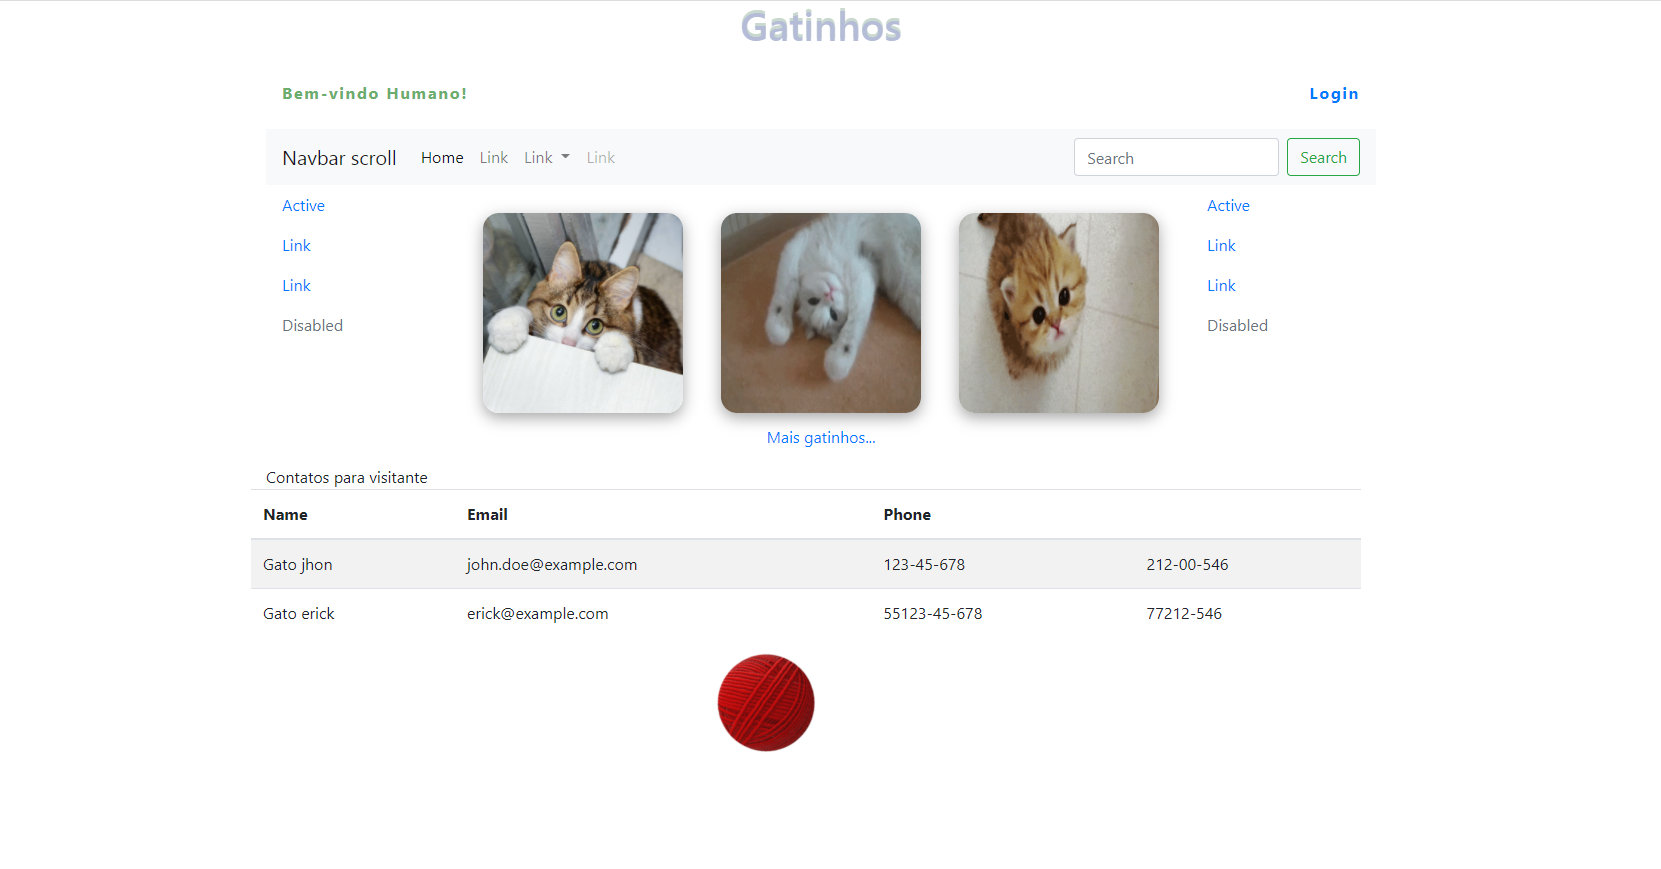 Gatinhos
Bem-vindo Humano! Login
Navbar scroll Home Link Link Link Search Search
Active
Link
Link
Disabled
Active
Link
Link
Disabled
Mais gatinhos...
Contatos para visitante
Name Email Phone
Gato jhon john.doe@example.com 123-45-678 212-00-546
Gato erick erick@example.com 55123-45-678 77212-546